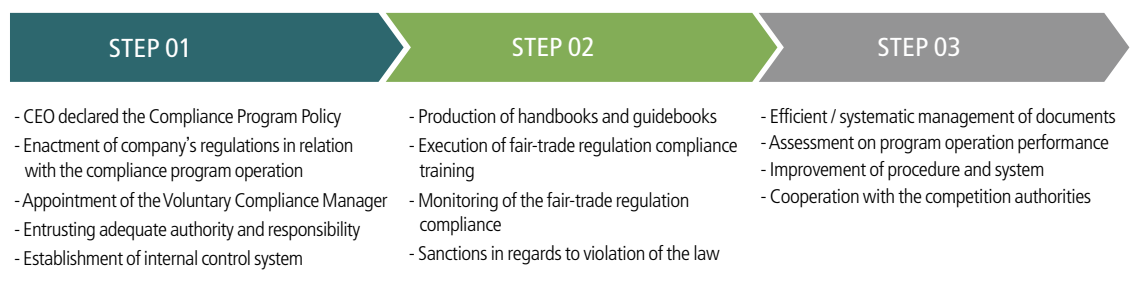 STEP 01
- CEO declared the Compliance Program Policy
- Enactment of company's regulations in relation
with the compliance program operation
- Appointment of the Voluntary Compliance Manager
- Entrusting adequate authority and responsibility
- Establishment of internal control system
STEP 02
- Production of handbooks and guidebooks
- Execution of fair-trade regulation compliance
training
- Monitoring of the fair-trade regulation
compliance
- Sanctions in regards to violation of the law
STEP 03
- Efficient / systematic management of documents
- Assessment on program operation performance
- Improvement of procedure and system
- Cooperation with the competition authorities